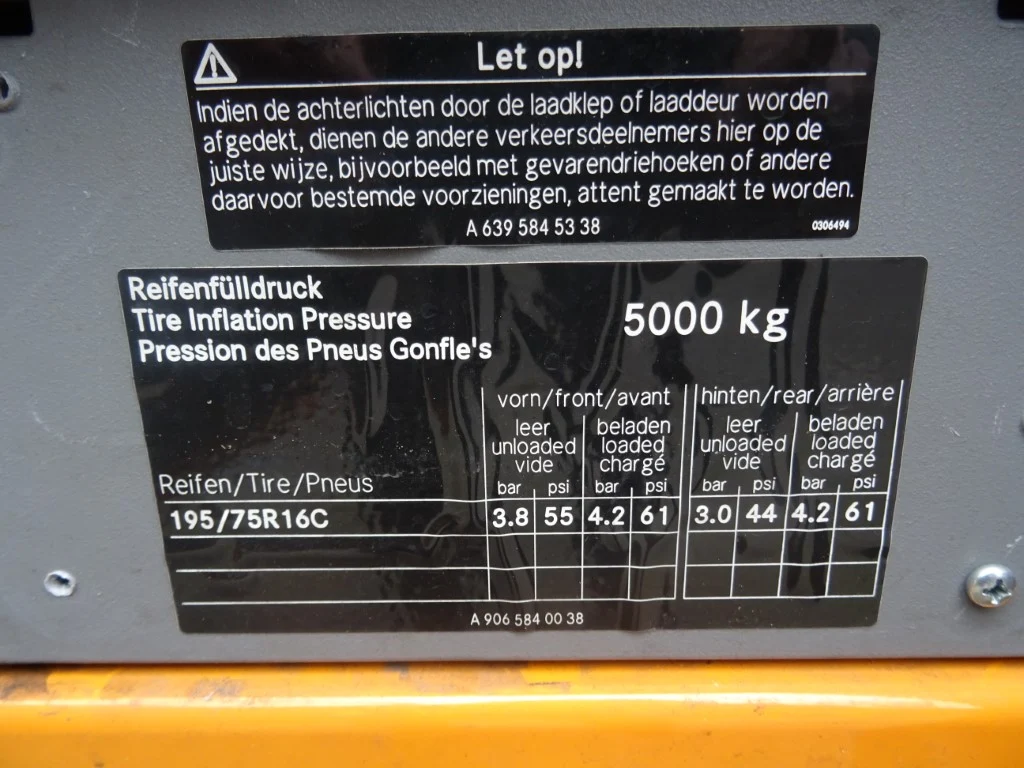 Let op!
Indien de achterlichten door de laadklep of laaddeur worden
afgedekt, dienen de andere verkeersdeelnemers hier op de
juiste wijze, bijvoorbeeld met gevarendriehoeken of andere
daarvoor bestemde voorzieningen, attent gemaakt te worden.
A 639 584 53 38
0306494
Reifenfülldruck
Tire Inflation Pressure
Pression des Pneus Gonfle's
5000 kg
vorn/front/avant hinten/rear/arrière
leer beladen leer beladen
unloaded loaded unloaded loaded
vide chargé vide chargé
Reifen/Tire/Pneus bar psi bar psi bar psi bar psi
195/75R16C 3.8 55 4.2 61 3.0 44 4.2 61
A 906 584 00 38